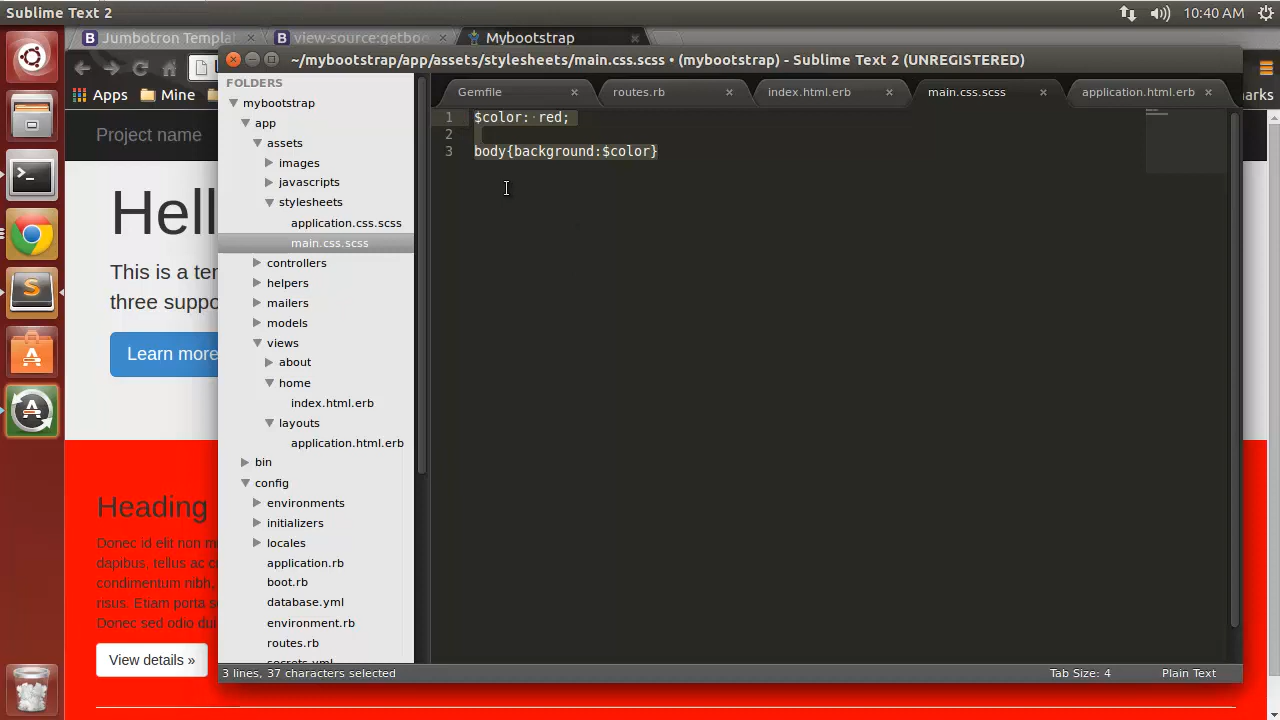 Sublime Text 2
10:40 AM
Jumbotron Templat
view-source:getboo
Mybootstrap
~/mybootstrap/app/assets/stylesheets/main.css.scss • (mybootstrap) - Sublime Text 2 (UNREGISTERED)
Apps
Mine
arks
Project name
FOLDERS
mybootstrap
app
assets
images
javascripts
stylesheets
application.css.scss
main.css.scss
controllers
helpers
mailers
models
views
about
home
index.html.erb
layouts
application.html.erb
bin
config
environments
initializers
locales
application.rb
boot.rb
database.yml
environment.rb
routes.rb
secrets.yml
Gemfile
routes.rb
index.html.erb
main.css.scss
application.html.erb
1 $color: red;
2
3 body{background:$color}
Hell
This is a ter
three suppo
Learn more
Heading
Donec id elit non m
dapibus, tellus ac c
condimentum nibh,
risus. Etiam porta s
Donec sed odio dui
View details »
3 lines, 37 characters selected
Tab Size: 4
Plain Text